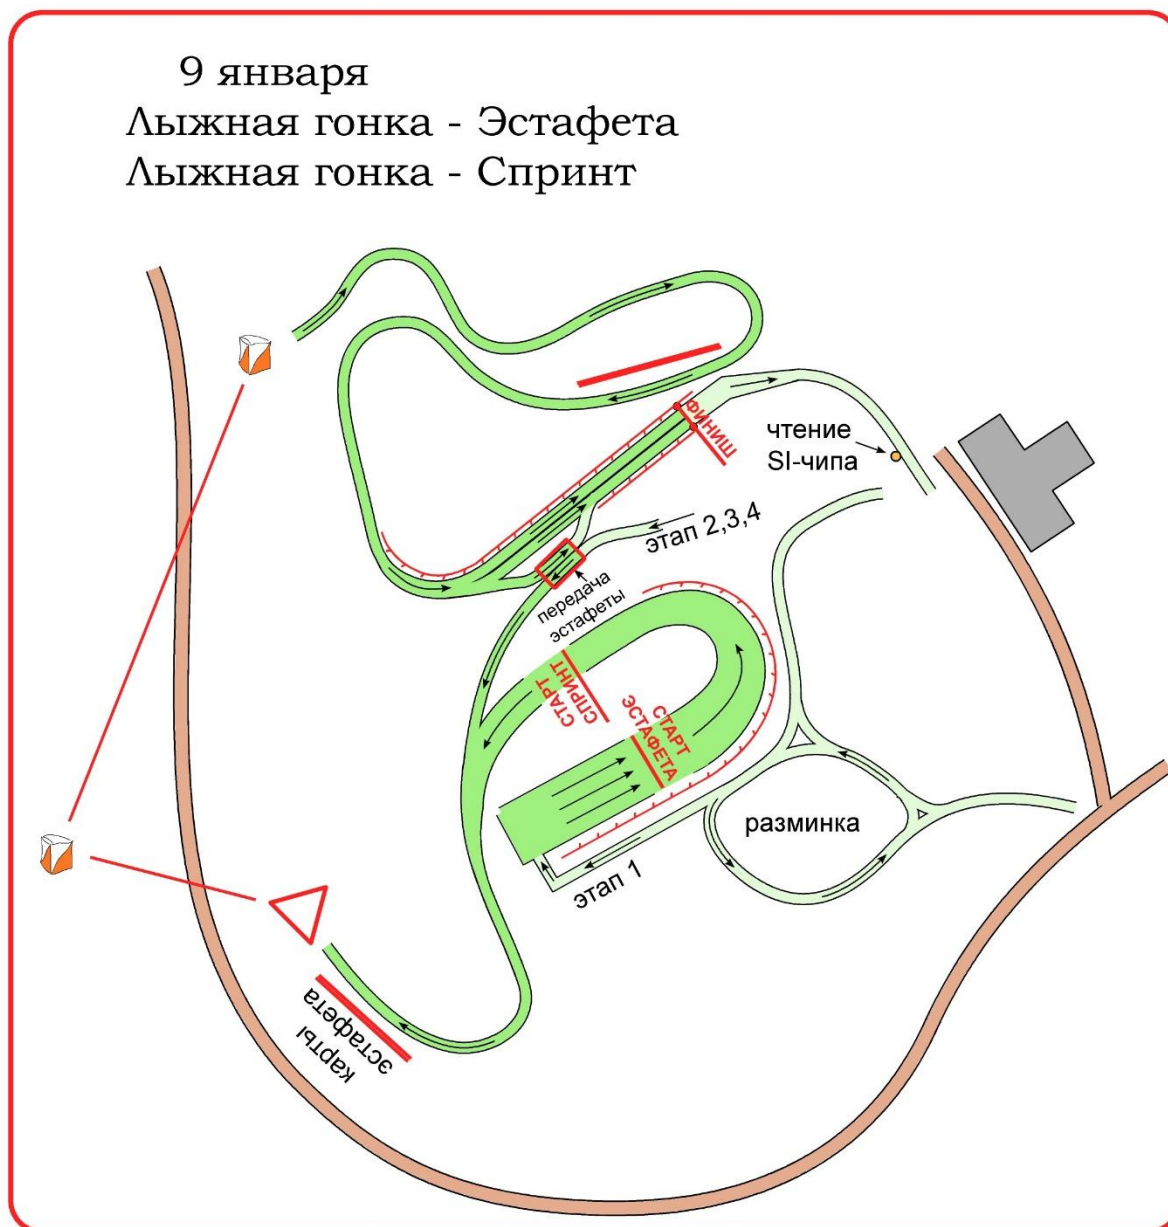 9 января
Лыжная гонка - Эстафета
Лыжная гонка - Спринт
ФИНИШ
чтение
SI-чипа
этап 2,3,4
передача
эстафеты
СТАРТ
СПРИНТ
СТАРТ
ЭСТАФЕТА
разминка
этап 1
карты
эстафета